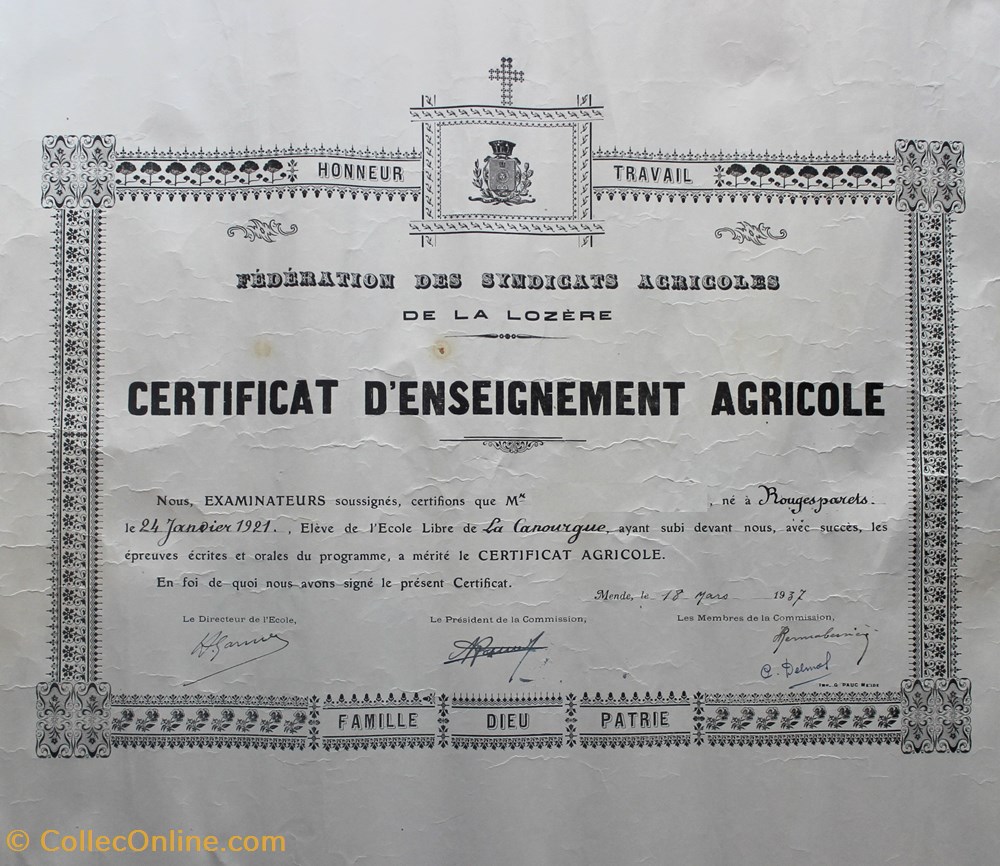 HONNEUR TRAVAIL
FÉDÉRATION DES SYNDICATS AGRICOLES
DE LA LOZÈRE
CERTIFICAT D'ENSEIGNEMENT AGRICOLE
Nous, EXAMINATEURS soussignés, certifions que M , né à Rougesparets
le 24 Janvier 1921. , Elève de l'Ecole Libre de La Canourgue, ayant subi devant nous, avec succès, les
épreuves écrites et orales du programme, a mérité le CERTIFICAT AGRICOLE.
En foi de quoi nous avons signé le présent Certificat.
Mende, le 18 Mars 1937
Le Directeur de l'Ecole, Le Président de la Commission, Les Membres de la Commission,
FAMILLE DIEU PATRIE
© CollecOnline.com